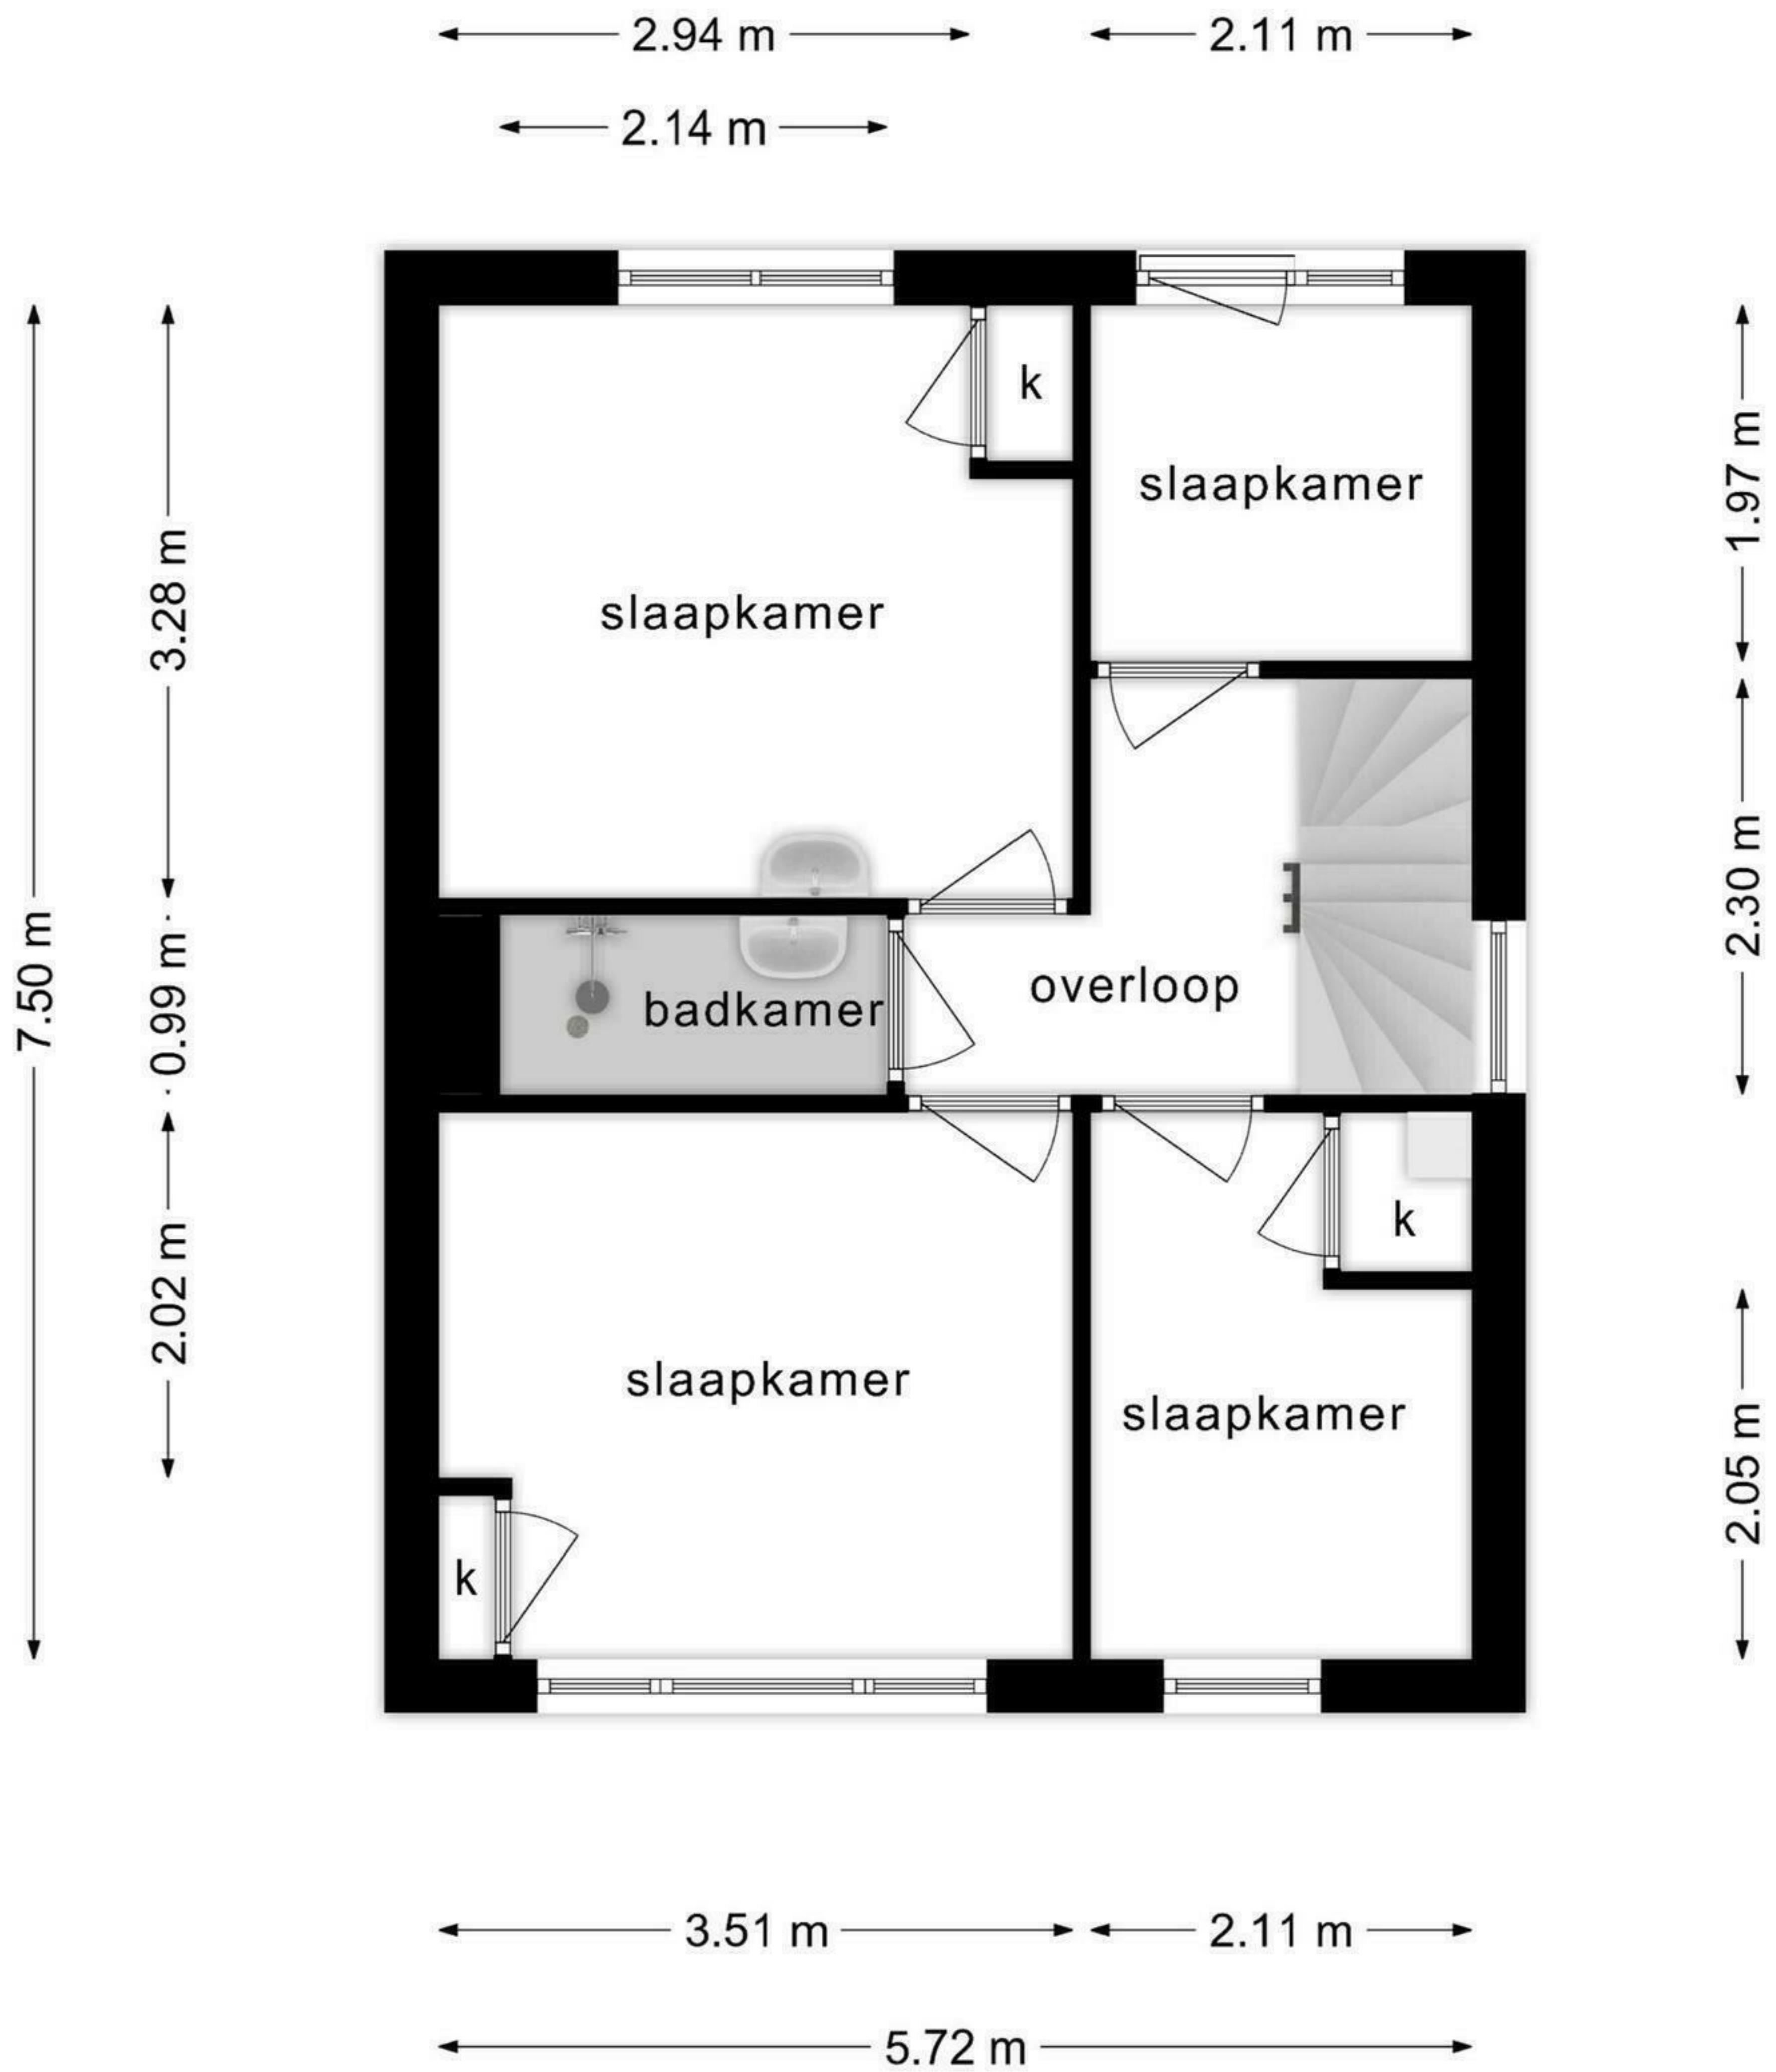 2.94 m
2.11 m
2.14 m
k
slaapkamer
1.97 m
3.28 m
slaapkamer
2.30 m
7.50 m
0.99 m
overloop
badkamer
k
2.02 m
slaapkamer
slaapkamer
2.05 m
k
3.51 m
2.11 m
5.72 m